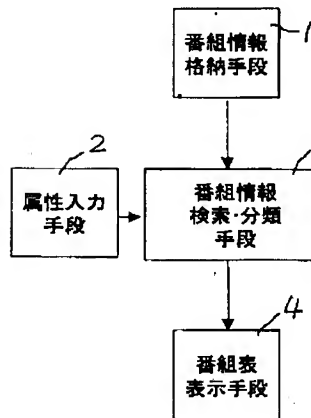 1
番組情報
格納手段
2
属性入力
手段
番組情報
検索・分類
手段
4
番組表
表示手段